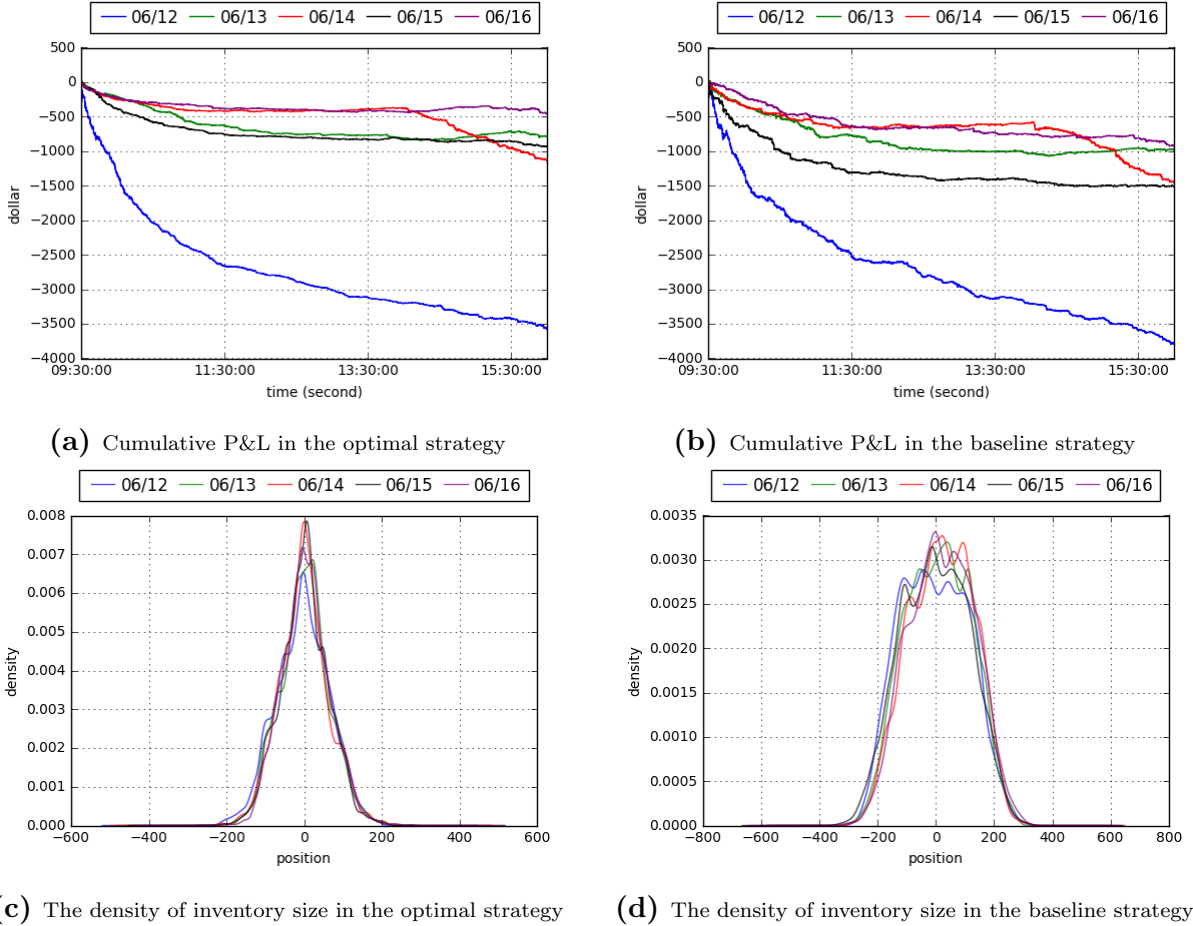 06/12 06/13 06/14 06/15 06/16
500
0
−500
−1000
−1500
−2000
−2500
−3000
−3500
−4000
dollar
09:30:00 11:30:00 13:30:00 15:30:00
time (second)
(a) Cumulative P&L in the optimal strategy
06/12 06/13 06/14 06/15 06/16
500
0
−500
−1000
−1500
−2000
−2500
−3000
−3500
−4000
dollar
09:30:00 11:30:00 13:30:00 15:30:00
time (second)
(b) Cumulative P&L in the baseline strategy
06/12 06/13 06/14 06/15 06/16
0.008
0.007
0.006
0.005
0.004
0.003
0.002
0.001
0.000
density
−600 −400 −200 0 200 400 600
position
(c) The density of inventory size in the optimal strategy
06/12 06/13 06/14 06/15 06/16
0.0035
0.0030
0.0025
0.0020
0.0015
0.0010
0.0005
0.0000
density
−800 −600 −400 −200 0 200 400 600 800
position
(d) The density of inventory size in the baseline strategy